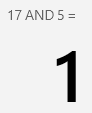 17 AND 5 =
1